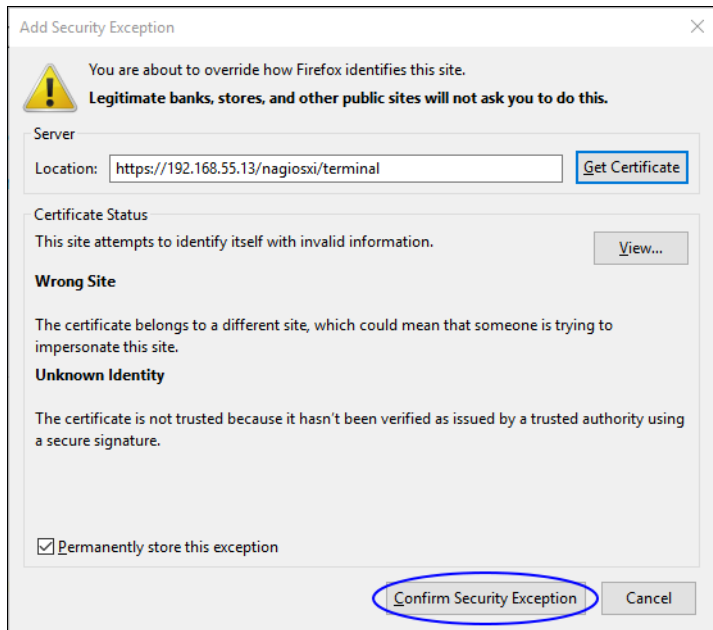 Add Security Exception
You are about to override how Firefox identifies this site.
Legitimate banks, stores, and other public sites will not ask you to do this.
Server
Location: https://192.168.55.13/nagiosxi/terminal Get Certificate
Certificate Status
This site attempts to identify itself with invalid information. View...
Wrong Site
The certificate belongs to a different site, which could mean that someone is trying to
impersonate this site.
Unknown Identity
The certificate is not trusted because it hasn't been verified as issued by a trusted authority using
a secure signature.
Permanently store this exception
Confirm Security Exception Cancel